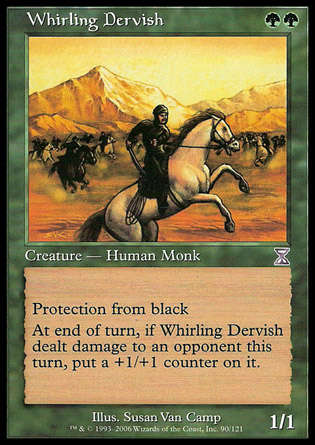 Whirling Dervish
Creature — Human Monk
Protection from black
At end of turn, if Whirling Dervish
dealt damage to an opponent this
turn, put a +1/+1 counter on it.
Illus. Susan Van Camp
™ & © 1993–2006 Wizards of the Coast, Inc. 90/121
1/1